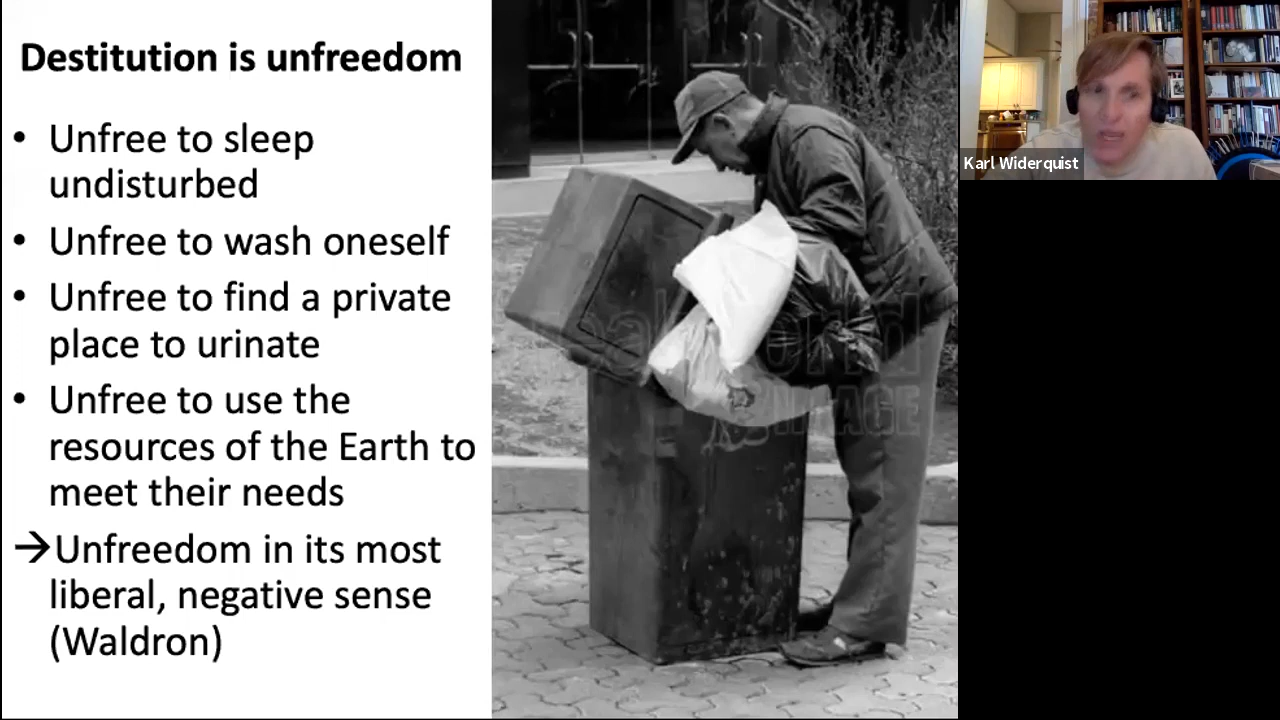 Destitution is unfreedom
• Unfree to sleep
undisturbed
• Unfree to wash oneself
• Unfree to find a private
place to urinate
• Unfree to use the
resources of the Earth to
meet their needs
→Unfreedom in its most
liberal, negative sense
(Waldron)
Karl Widerquist